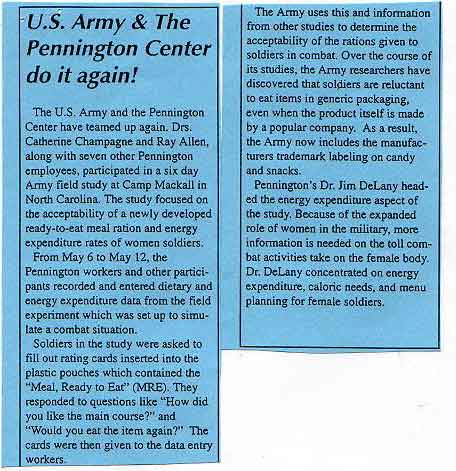 U.S. Army & The
Pennington Center
do it again!
The U.S. Army and the Pennington
Center have teamed up again. Drs.
Catherine Champagne and Ray Allen,
along with seven other Pennington
employees, participated in a six day
Army field study at Camp Mackall in
North Carolina. The study focused on
the acceptability of a newly developed
ready-to-eat meal ration and energy
expenditure rates of women soldiers.
From May 6 to May 12, the
Pennington workers and other partici-
pants recorded and entered dietary and
energy expenditure data from the field
experiment which was set up to simu-
late a combat situation.
Soldiers in the study were asked to
fill out rating cards inserted into the
plastic pouches which contained the
“Meal, Ready to Eat” (MRE). They
responded to questions like “How did
you like the main course?” and
“Would you eat the item again?” The
cards were then given to the data entry
workers.
The Army uses this and information
from other studies to determine the
acceptability of the rations given to
soldiers in combat. Over the course of
its studies, the Army researchers have
discovered that soldiers are reluctant
to eat items in generic packaging,
even when the product itself is made
by a popular company. As a result,
the Army now includes the manufac-
turers trademark labeling on candy
and snacks.
Pennington's Dr. Jim DeLany head-
ed the energy expenditure aspect of
the study. Because of the expanded
role of women in the military, more
information is needed on the toll com-
bat activities take on the female body.
Dr. DeLany concentrated on energy
expenditure, caloric needs, and menu
planning for female soldiers.